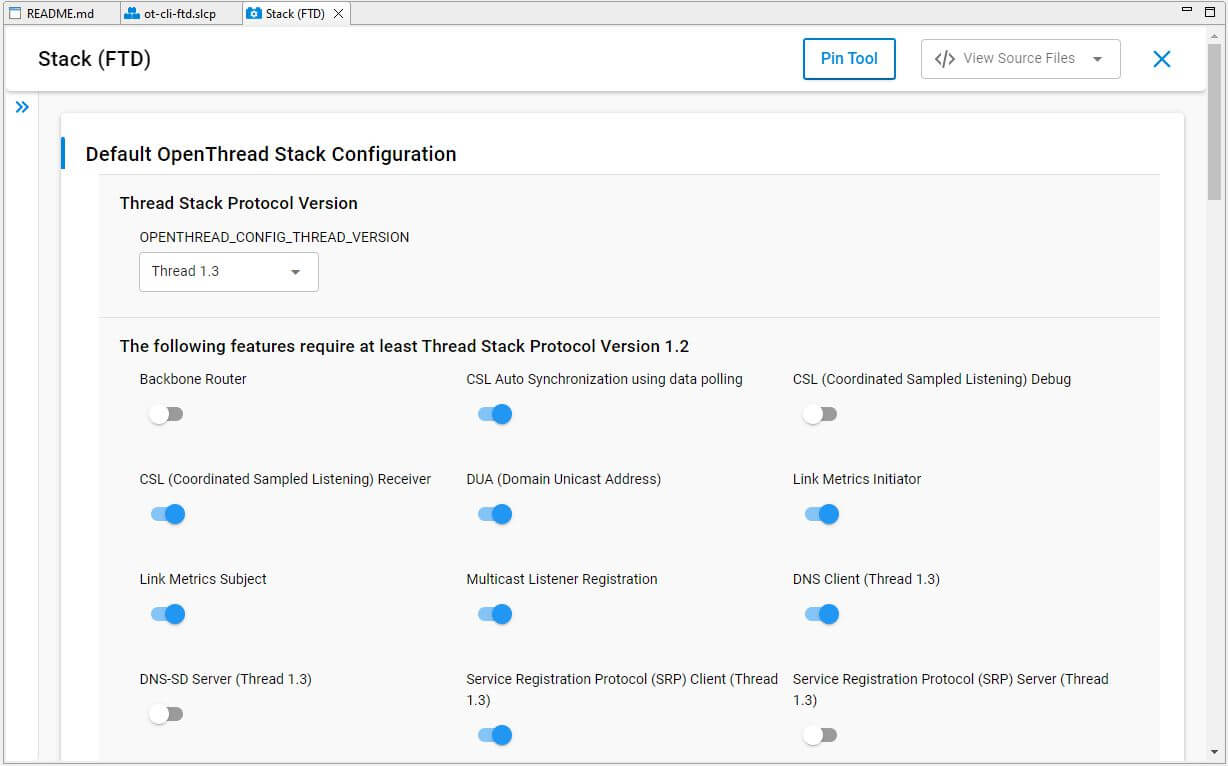 README.md
ot-cli-ftd.slcp
Stack (FTD)
Stack (FTD)
Pin Tool
View Source Files
Default OpenThread Stack Configuration
Thread Stack Protocol Version
OPENTHREAD_CONFIG_THREAD_VERSION
Thread 1.3
The following features require at least Thread Stack Protocol Version 1.2
Backbone Router
CSL Auto Synchronization using data polling
CSL (Coordinated Sampled Listening) Debug
CSL (Coordinated Sampled Listening) Receiver
DUA (Domain Unicast Address)
Link Metrics Initiator
Link Metrics Subject
Multicast Listener Registration
DNS Client (Thread 1.3)
DNS-SD Server (Thread 1.3)
Service Registration Protocol (SRP) Client (Thread
1.3)
Service Registration Protocol (SRP) Server (Thread
1.3)